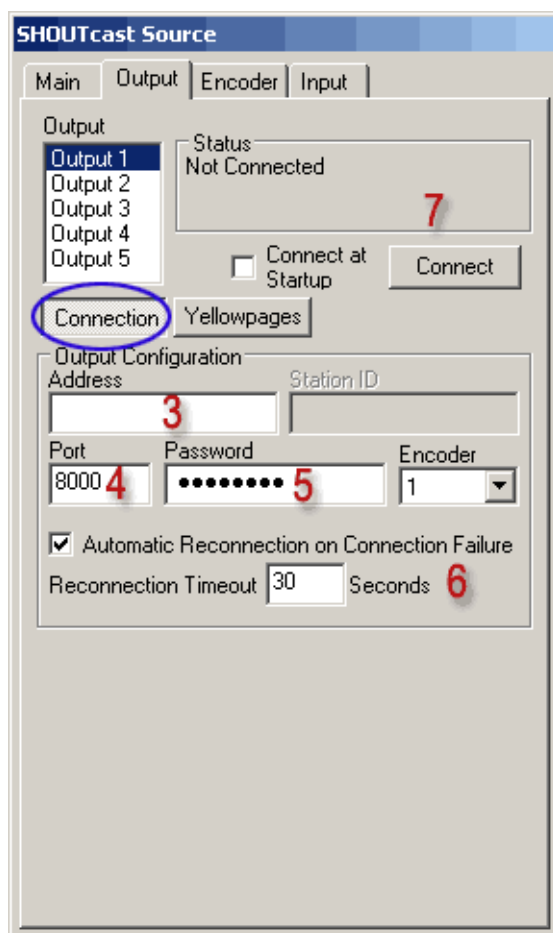 SHOUTcast Source
Main Output Encoder Input
Output
Output 1
Output 2
Output 3
Output 4
Output 5
Status
Not Connected
7
Connect at
Startup
Connect
Connection Yellowpages
Output Configuration
Address Station ID
3
Port Password Encoder
8000 4 •••••••• 5 1
Automatic Reconnection on Connection Failure
Reconnection Timeout 30 Seconds 6